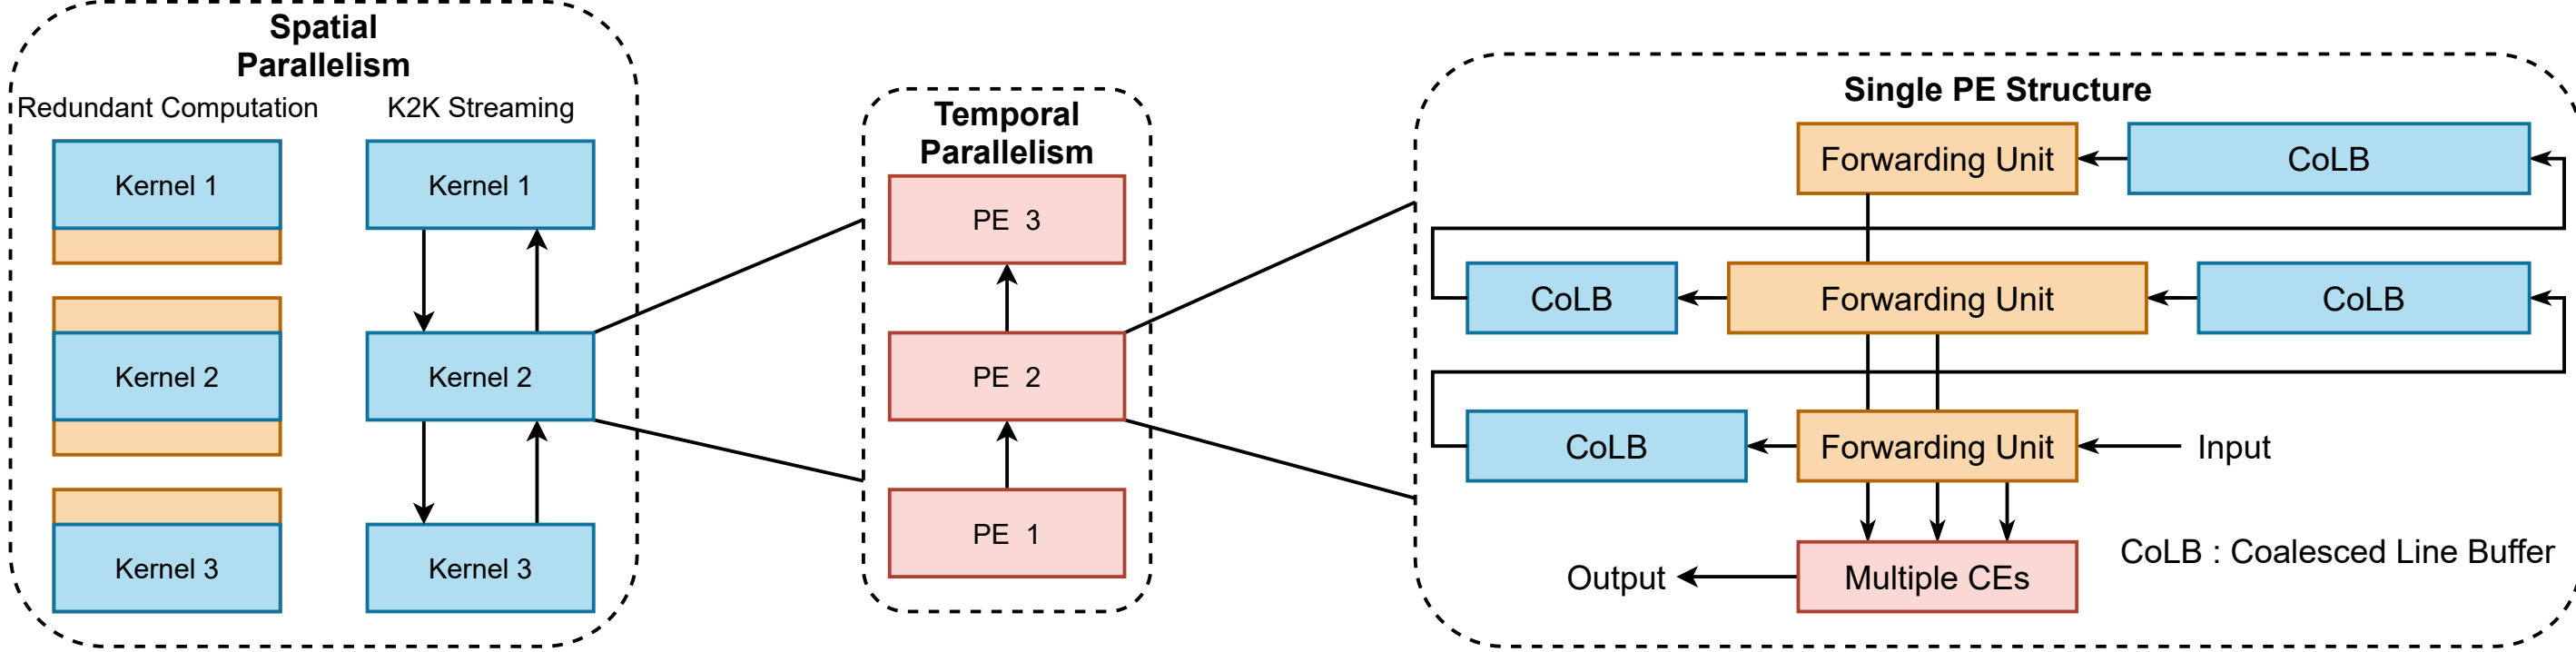 Spatial
Parallelism
Redundant Computation
K2K Streaming
Kernel 1
Kernel 2
Kernel 3
Kernel 1
Kernel 2
Kernel 3
Temporal
Parallelism
PE 3
PE 2
PE 1
Single PE Structure
Forwarding Unit
CoLB
CoLB
Forwarding Unit
CoLB
CoLB
Forwarding Unit
Input
CoLB : Coalesced Line Buffer
Output
Multiple CEs